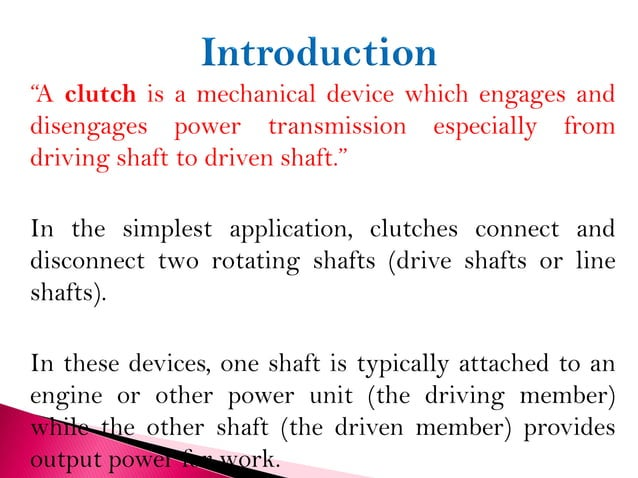 Introduction
“A clutch is a mechanical device which engages and
disengages power transmission especially from
driving shaft to driven shaft.”
In the simplest application, clutches connect and
disconnect two rotating shafts (drive shafts or line
shafts).
In these devices, one shaft is typically attached to an
engine or other power unit (the driving member)
while the other shaft (the driven member) provides
output power for work.